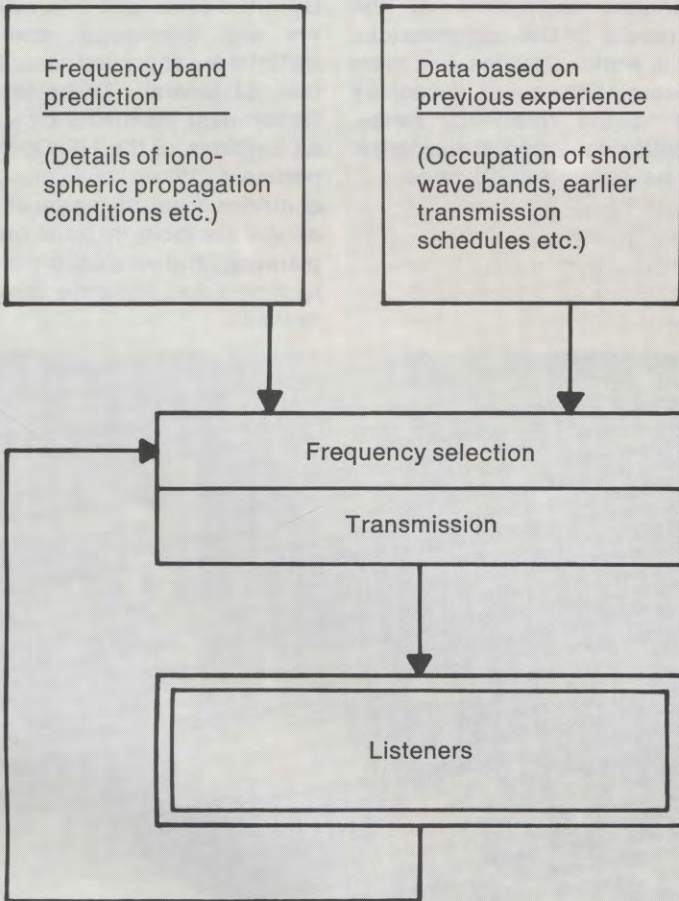 Frequency band
prediction
(Details of iono-
spheric propagation
conditions etc.)
Data based on
previous experience
(Occupation of short
wave bands, earlier
transmission
schedules etc.)
Frequency selection
Transmission
Listeners